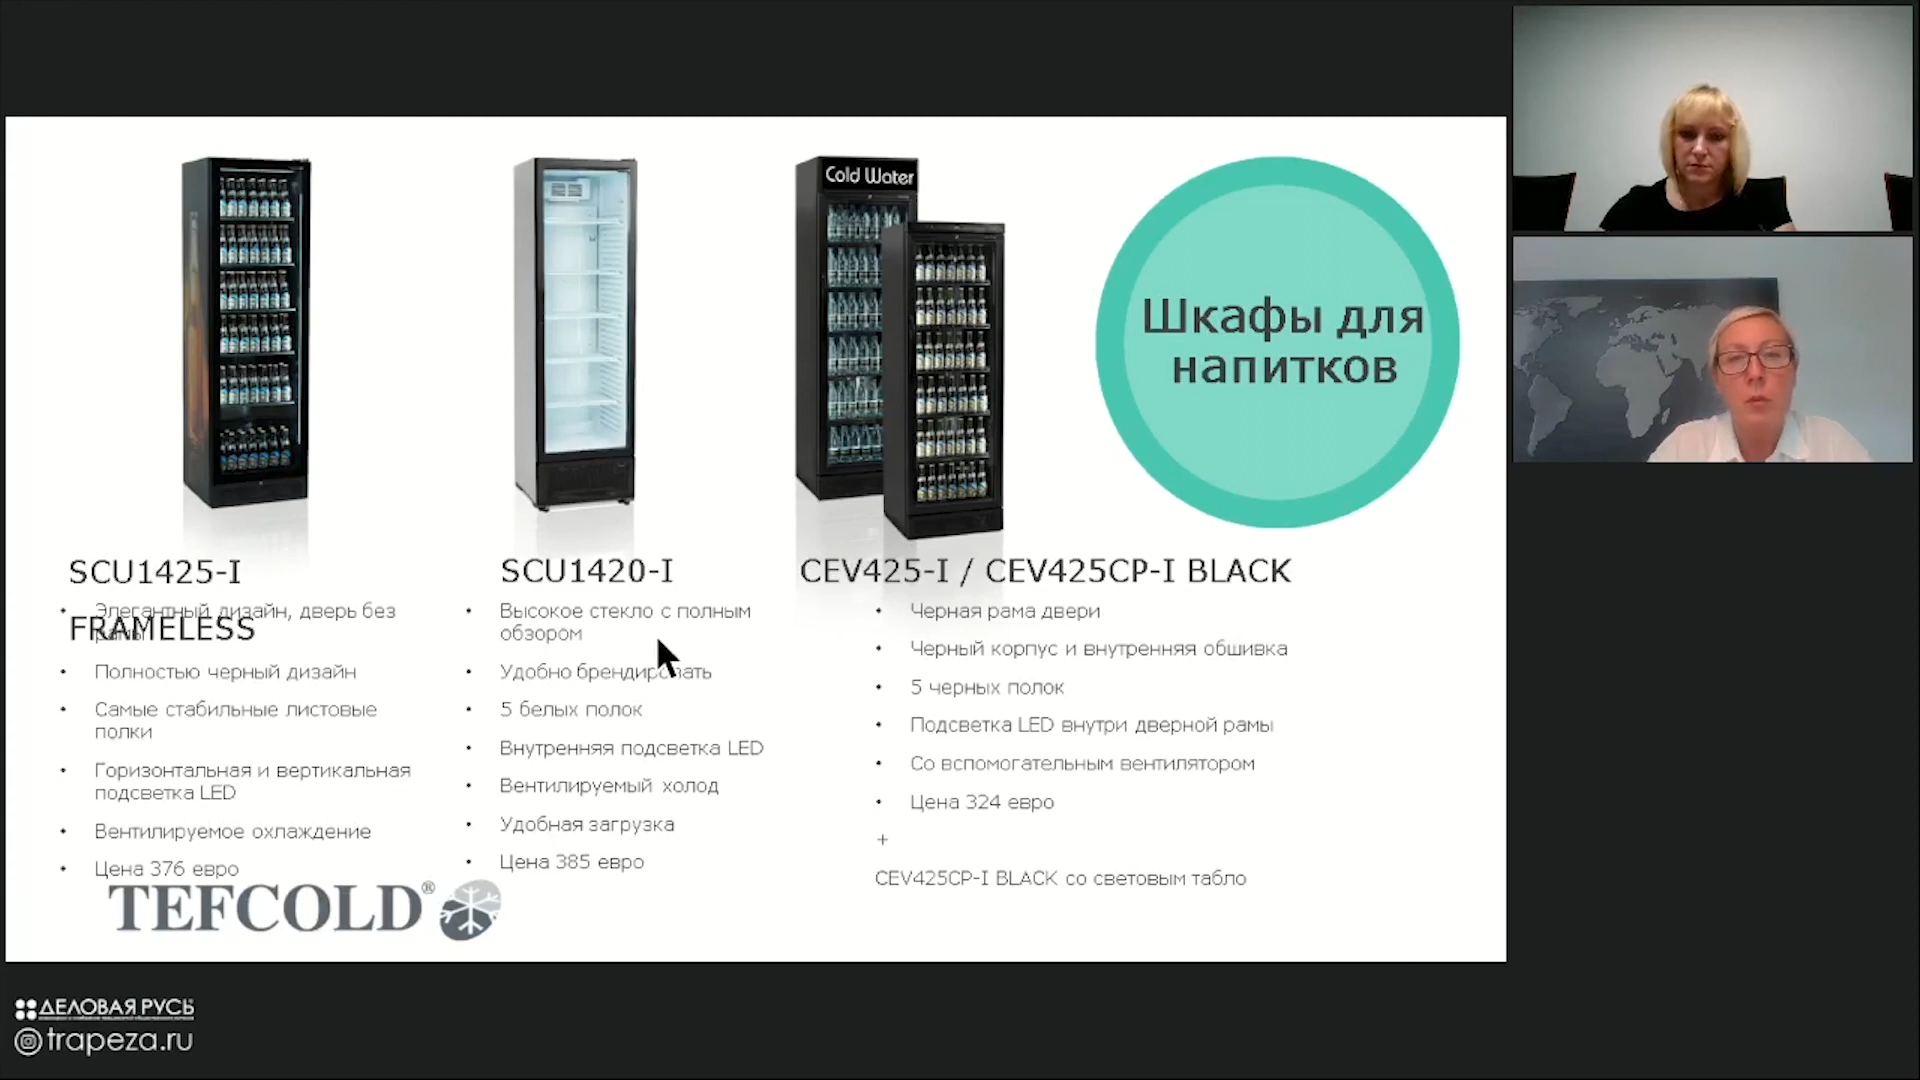 Cold Water
Шкафы для
напитков
SCU1425-I
FRAMELESS
• Элегантный дизайн, дверь без
рамы
• Полностью черный дизайн
• Самые стабильные листовые
полки
• Горизонтальная и вертикальная
подсветка LED
• Вентилируемое охлаждение
• Цена 376 евро
SCU1420-I
• Высокое стекло с полным
обзором
• Удобно брендировать
• 5 белых полок
• Внутренняя подсветка LED
• Вентилируемый холод
• Удобная загрузка
• Цена 385 евро
CEV425-I / CEV425CP-I BLACK
• Черная рама двери
• Черный корпус и внутренняя обшивка
• 5 черных полок
• Подсветка LED внутри дверной рамы
• Со вспомогательным вентилятором
• Цена 324 евро
+
CEV425CP-I BLACK со световым табло
TEFCOLD®
ДЕЛОВАЯ РУСЬ
trapeza.ru